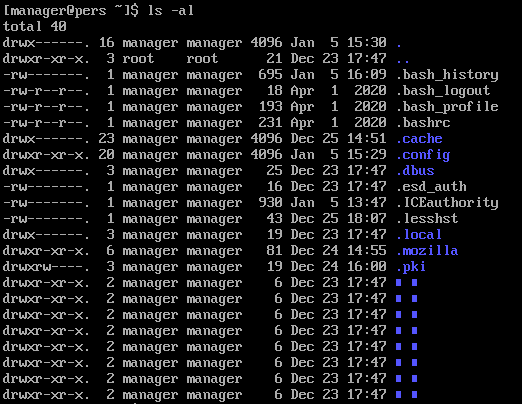 [manager@pers ~]$ ls -al
total 40
drwx------. 16 manager manager 4096 Jan  5 15:30 .
drwxr-xr-x.  3 root    root      21 Dec 23 17:47 ..
-rw-------.  1 manager manager  695 Jan  5 16:09 .bash_history
-rw-r--r--.  1 manager manager   18 Apr  1  2020 .bash_logout
-rw-r--r--.  1 manager manager  193 Apr  1  2020 .bash_profile
-rw-r--r--.  1 manager manager  231 Apr  1  2020 .bashrc
drwx------. 23 manager manager 4096 Dec 25 14:51 .cache
drwxr-xr-x. 20 manager manager 4096 Jan  5 15:29 .config
drwx------.  3 manager manager   25 Dec 23 17:47 .dbus
-rw-------.  1 manager manager   16 Dec 23 17:47 .esd_auth
-rw-------.  1 manager manager  930 Jan  5 13:47 .ICEauthority
-rw-------.  1 manager manager   43 Dec 25 18:07 .lesshst
drwx------.  3 manager manager   19 Dec 23 17:47 .local
drwxr-xr-x.  6 manager manager   81 Dec 24 14:55 .mozilla
drwxrw----.  3 manager manager   19 Dec 24 16:00 .pki
drwxr-xr-x.  2 manager manager    6 Dec 23 17:47 ■ ■
drwxr-xr-x.  2 manager manager    6 Dec 23 17:47 ■ ■
drwxr-xr-x.  2 manager manager    6 Dec 23 17:47 ■ ■
drwxr-xr-x.  2 manager manager    6 Dec 23 17:47 ■ ■
drwxr-xr-x.  2 manager manager    6 Dec 23 17:47 ■ ■
drwxr-xr-x.  2 manager manager    6 Dec 23 17:47 ■ ■
drwxr-xr-x.  2 manager manager    6 Dec 23 17:47 ■ ■
drwxr-xr-x.  2 manager manager    6 Dec 23 17:47 ■ ■